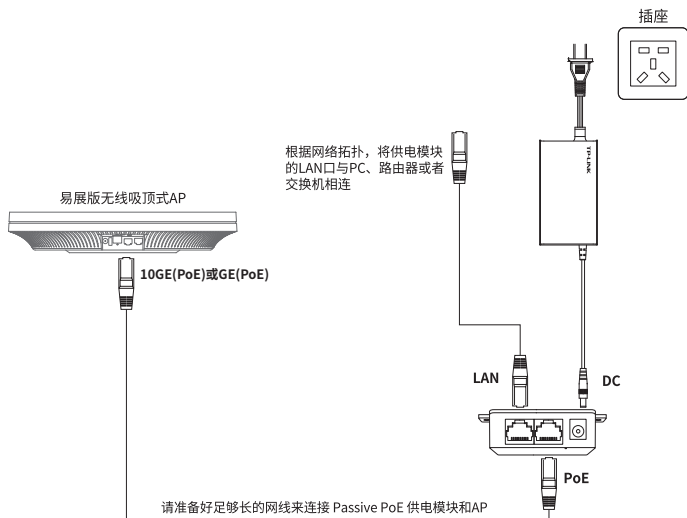 插座
TP-LINK
根据网络拓扑，将供电模块
的LAN口与PC、路由器或者
交换机相连
易展版无线吸顶式AP
10GE(PoE)或GE(PoE)
LAN
DC
PoE
请准备好足够长的网线来连接 Passive PoE 供电模块和AP